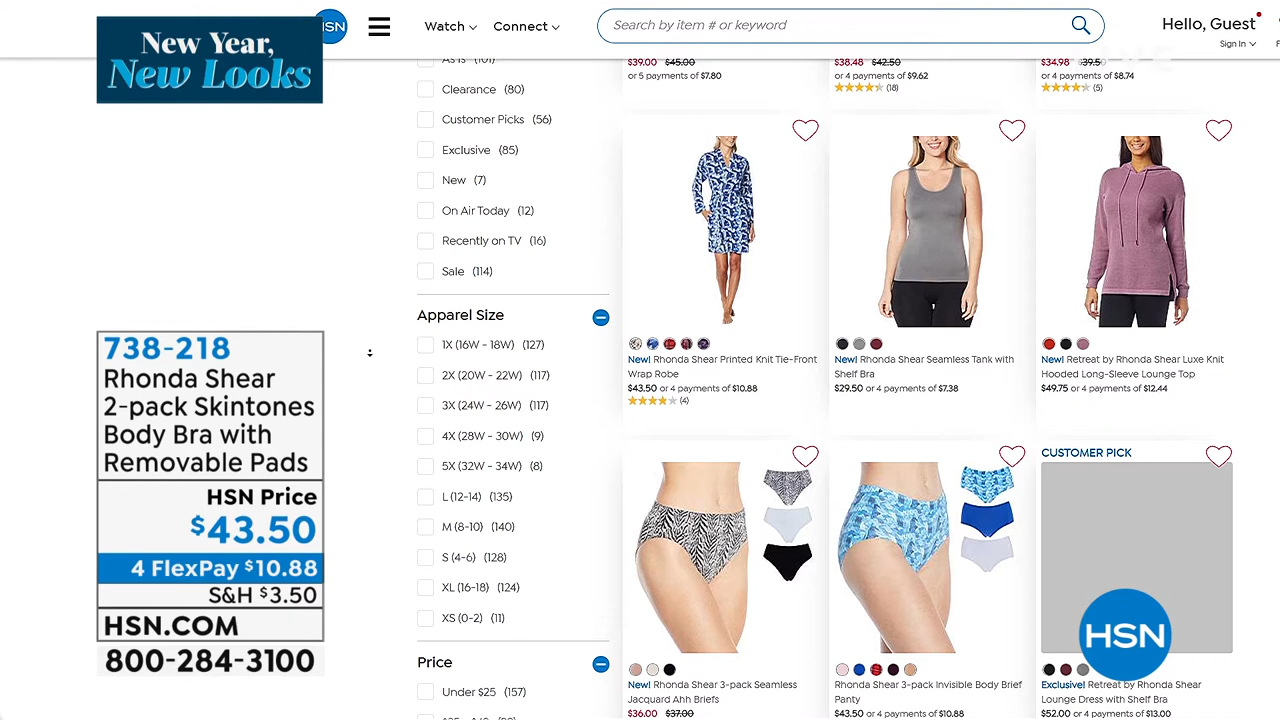 New Year,
New Looks
HSN
Watch
Connect
Search by item # or keyword
Hello, Guest
Sign In
As Is (101)
Clearance (80)
Customer Picks (56)
Exclusive (85)
New (7)
On Air Today (12)
Recently on TV (16)
Sale (114)
Apparel Size
1X (16W - 18W) (127)
2X (20W - 22W) (117)
3X (24W - 26W) (117)
4X (28W - 30W) (9)
5X (32W - 34W) (8)
L (12-14) (135)
M (8-10) (140)
S (4-6) (128)
XL (16-18) (124)
XS (0-2) (11)
Price
Under $25 (157)
$39.00 $45.00
or 5 payments of $7.80
$38.48 $42.50
or 4 payments of $9.62
(18)
$34.98 $39.50
or 4 payments of $8.74
(5)
New! Rhonda Shear Printed Knit Tie-Front
Wrap Robe
$43.50 or 4 payments of $10.88
(4)
New! Rhonda Shear Seamless Tank with
Shelf Bra
$29.50 or 4 payments of $7.38
New! Retreat by Rhonda Shear Luxe Knit
Hooded Long-Sleeve Lounge Top
$49.75 or 4 payments of $12.44
New! Rhonda Shear 3-pack Seamless
Jacquard Ahh Briefs
$36.00 $37.00
Rhonda Shear 3-pack Invisible Body Brief
Panty
$43.50 or 4 payments of $10.88
CUSTOMER PICK
Exclusive! Retreat by Rhonda Shear
Lounge Dress with Shelf Bra
$52.00 or 4 payments of $13.00
738-218
Rhonda Shear
2-pack Skintones
Body Bra with
Removable Pads
HSN Price
$43.50
4 FlexPay $10.88
S&H $3.50
HSN.COM
800-284-3100
HSN